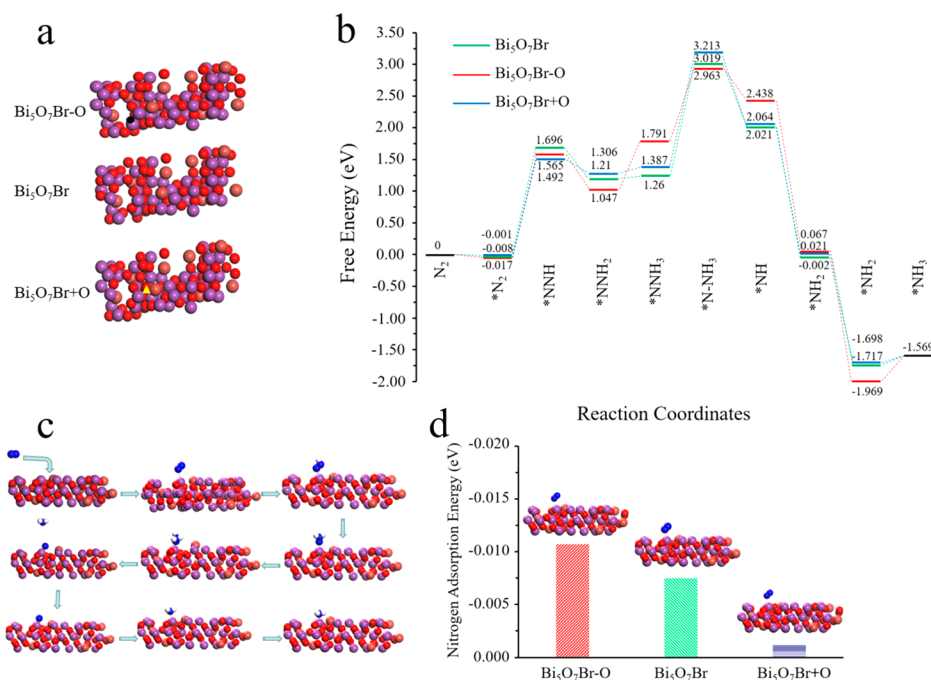 a
Bi₅O₇Br-O
Bi₅O₇Br
Bi₅O₇Br+O
b
Free Energy (eV)
3.50
3.00
2.50
2.00
1.50
1.00
0.50
0.00
-0.50
-1.00
-1.50
-2.00
Bi₅O₇Br
Bi₅O₇Br-O
Bi₅O₇Br+O
0
N₂
-0.001
-0.008
-0.017
*N₂
1.696
1.565
1.492
*NNH
1.306
1.21
1.047
*NNH₂
1.791
1.387
1.26
*NNH₃
3.213
3.019
2.963
*N-NH₃
2.438
2.064
2.021
*NH
0.067
0.021
-0.002
*NH₂
-1.698
-1.717
-1.969
*NH₂
-1.569
*NH₃
Reaction Coordinates
c
d
Nitrogen Adsorption Energy (eV)
-0.020
-0.015
-0.010
-0.005
0.000
Bi₅O₇Br-O
Bi₅O₇Br
Bi₅O₇Br+O